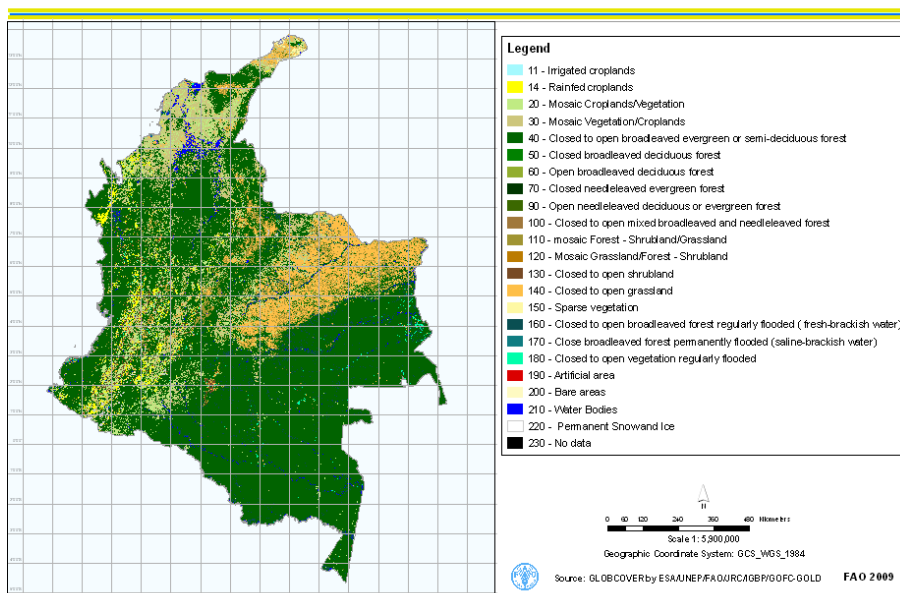 Legend
11 - Irrigated croplands
14 - Rainfed croplands
20 - Mosaic Croplands/Vegetation
30 - Mosaic Vegetation/Croplands
40 - Closed to open broadleaved evergreen or semi-deciduous forest
50 - Closed broadleaved deciduous forest
60 - Open broadleaved deciduous forest
70 - Closed needleleaved evergreen forest
90 - Open needleleaved deciduous or evergreen forest
100 - Closed to open mixed broadleaved and needleleaved forest
110 - mosaic Forest - Shrubland/Grassland
120 - Mosaic Grassland/Forest - Shrubland
130 - Closed to open shrubland
140 - Closed to open grassland
150 - Sparse vegetation
160 - Closed to open broadleaved forest regularly flooded ( fresh-brackish water)
170 - Close broadleaved forest permanently flooded (saline-brackish water)
180 - Closed to open vegetation regularly flooded
190 - Artificial area
200 - Bare areas
210 - Water Bodies
220 - Permanent Snowand Ice
230 - No data
N
0 60 120 240 360 480 Kilometers
Scale 1: 5,900,000
Geographic Coordinate System: GCS_WGS_1984
Source: GLOBCOVER by ESA/UNEP/FAO/JRC/IGBP/GOFC-GOLD FAO 2009